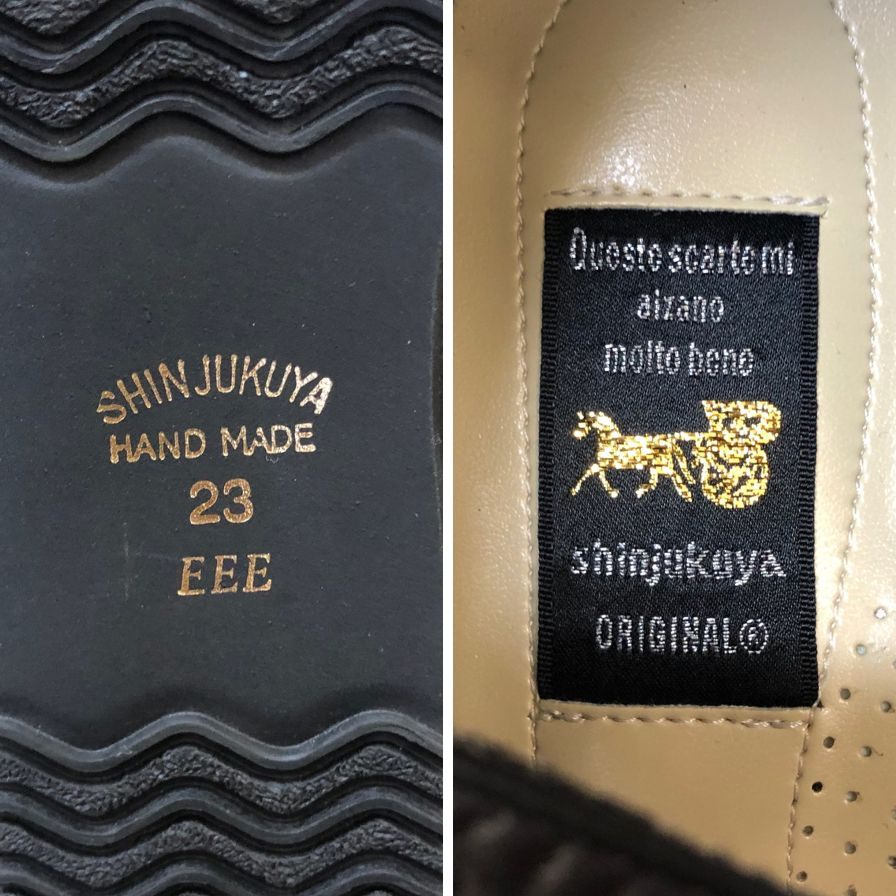 SHINJUKUYA
HAND MADE
23
EEE
Queste scarte mi
alzano
molto bene
shinjukuya
ORIGINAL®